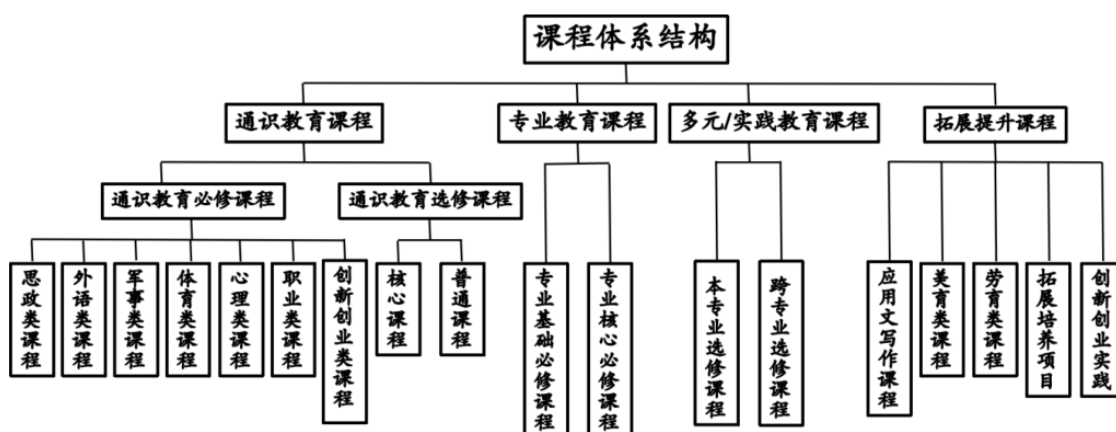 课程体系结构
通识教育课程
专业教育课程
多元/实践教育课程
拓展提升课程
通识教育必修课程
通识教育选修课程
思政类课程
外语类课程
军事类课程
体育类课程
心理类课程
职业类课程
创新创业类课程
核心课程
普通课程
专业基础必修课程
专业核心必修课程
本专业选修课程
跨专业选修课程
应用文写作课程
美育类课程
劳育类课程
拓展培养项目
创新创业实践